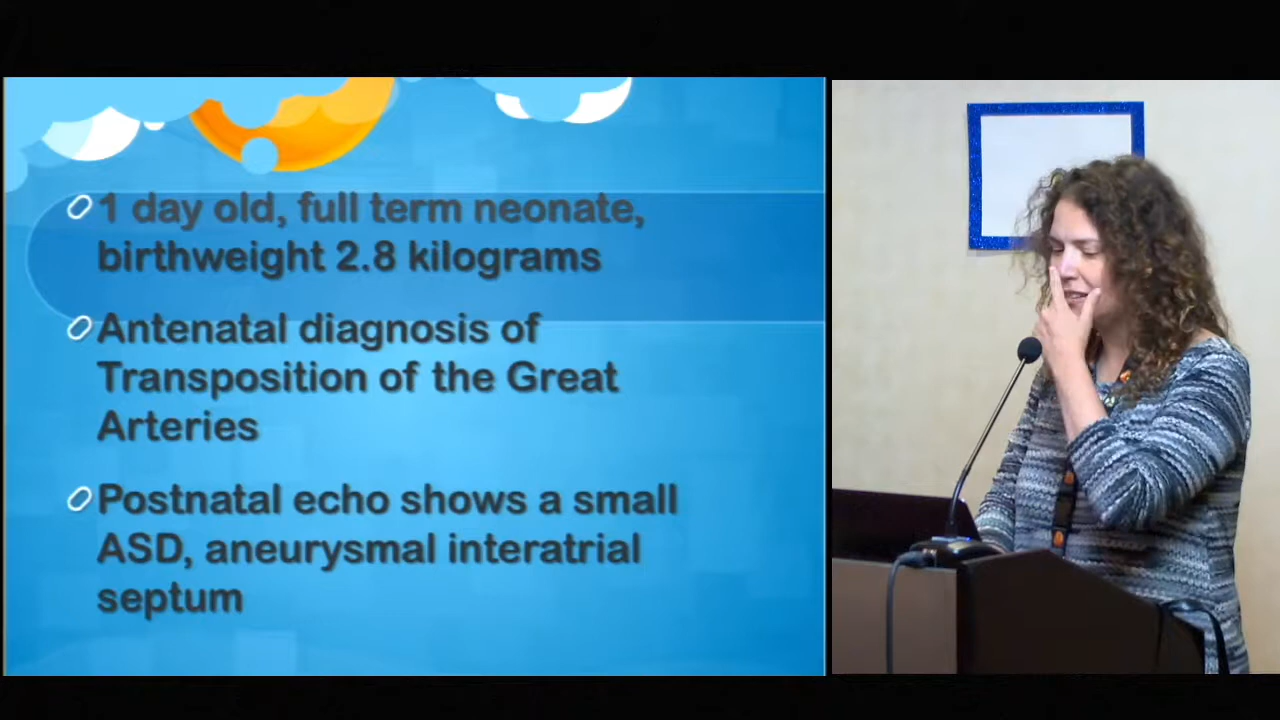 1 day old, full term neonate,
birthweight 2.8 kilograms
Antenatal diagnosis of
Transposition of the Great
Arteries
Postnatal echo shows a small
ASD, aneurysmal interatrial
septum